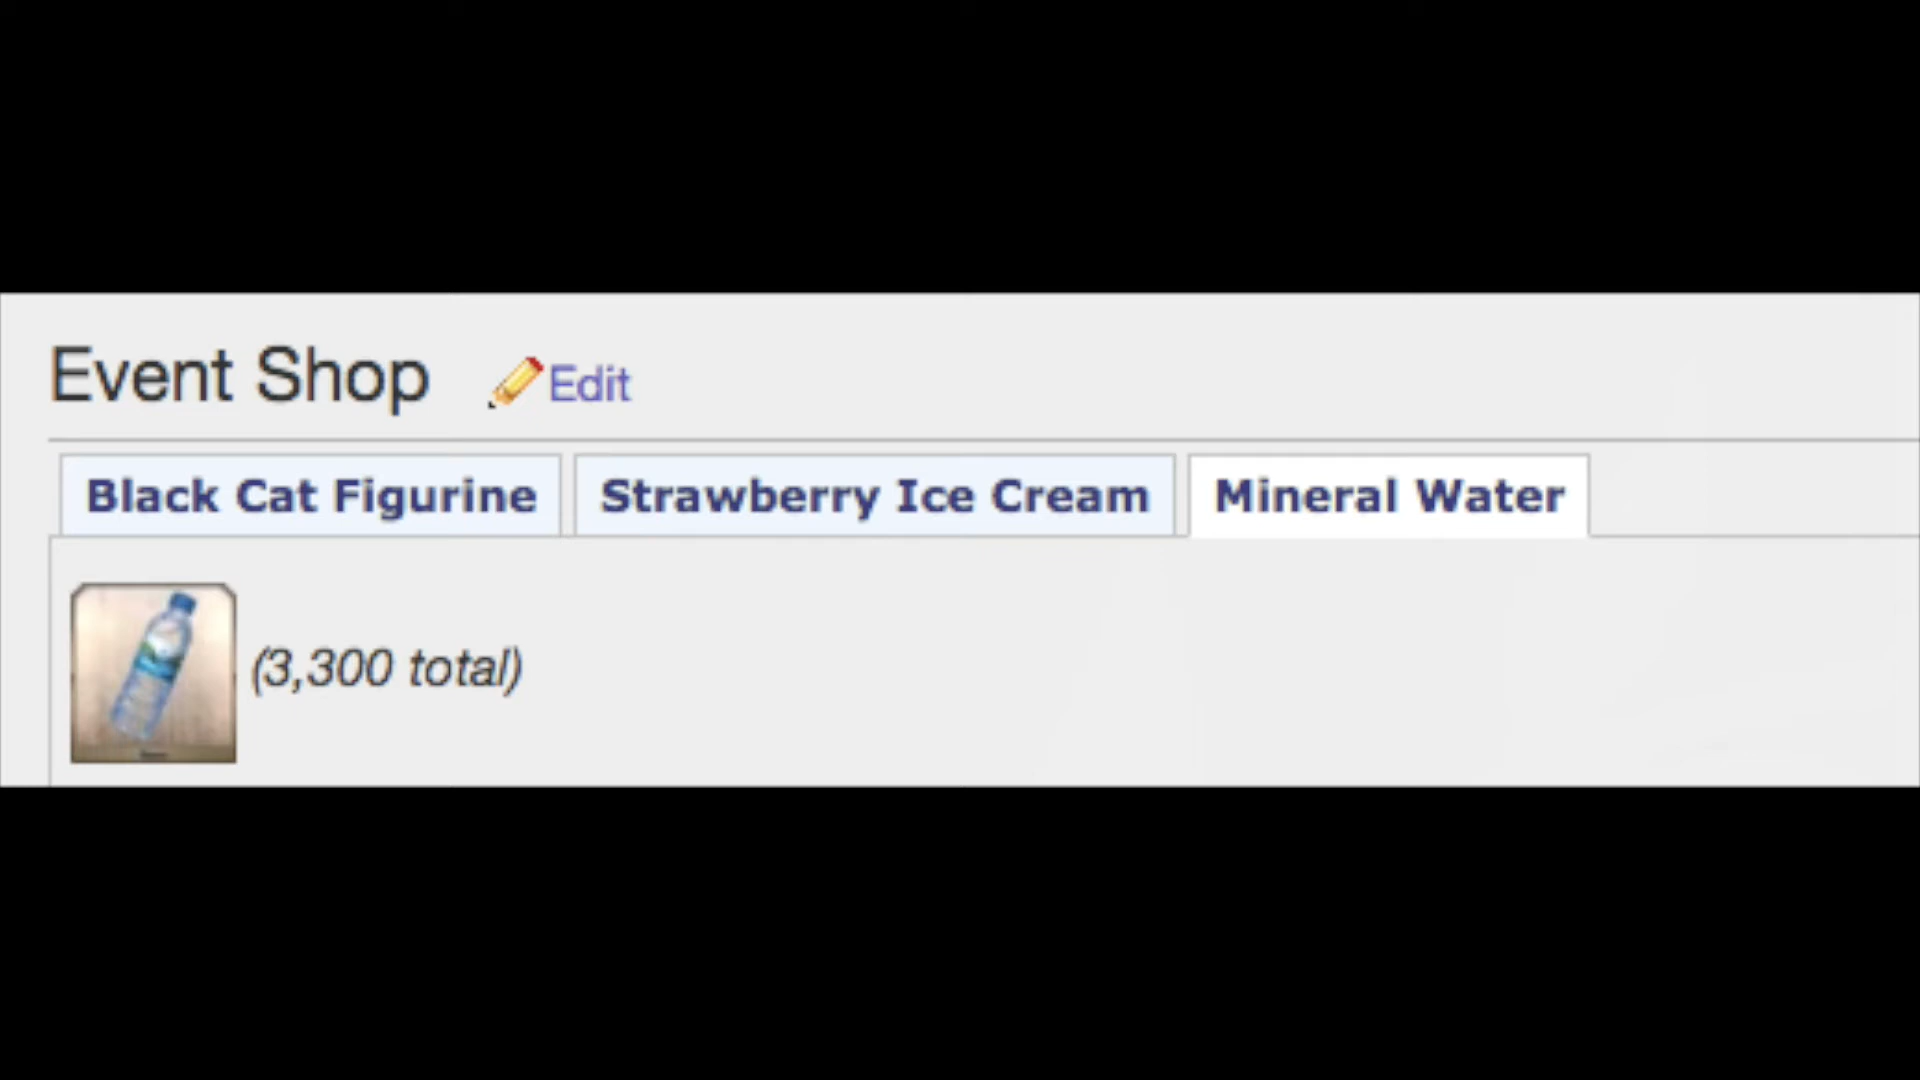 Event Shop Edit
Black Cat Figurine Strawberry Ice Cream Mineral Water
(3,300 total)